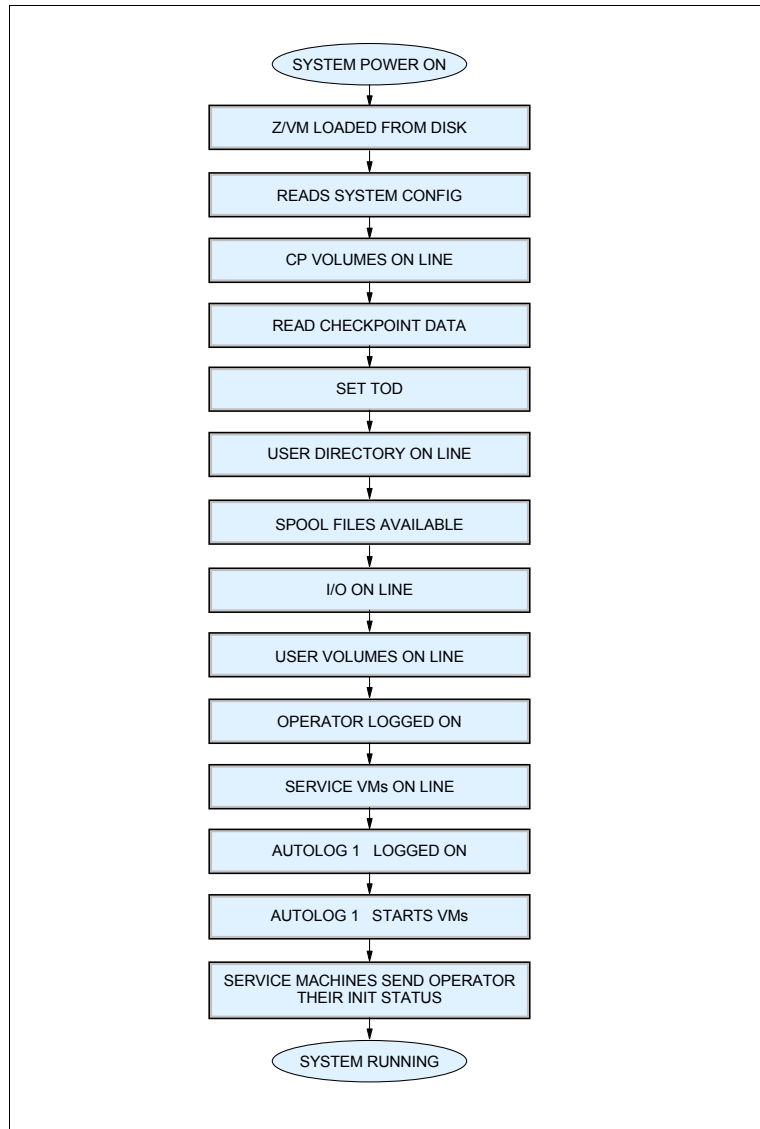 SYSTEM POWER ON
Z/VM LOADED FROM DISK
READS SYSTEM CONFIG
CP VOLUMES ON LINE
READ CHECKPOINT DATA
SET TOD
USER DIRECTORY ON LINE
SPOOL FILES AVAILABLE
I/O ON LINE
USER VOLUMES ON LINE
OPERATOR LOGGED ON
SERVICE VMs ON LINE
AUTOLOG 1 LOGGED ON
AUTOLOG 1 STARTS VMs
SERVICE MACHINES SEND OPERATOR
THEIR INIT STATUS
SYSTEM RUNNING